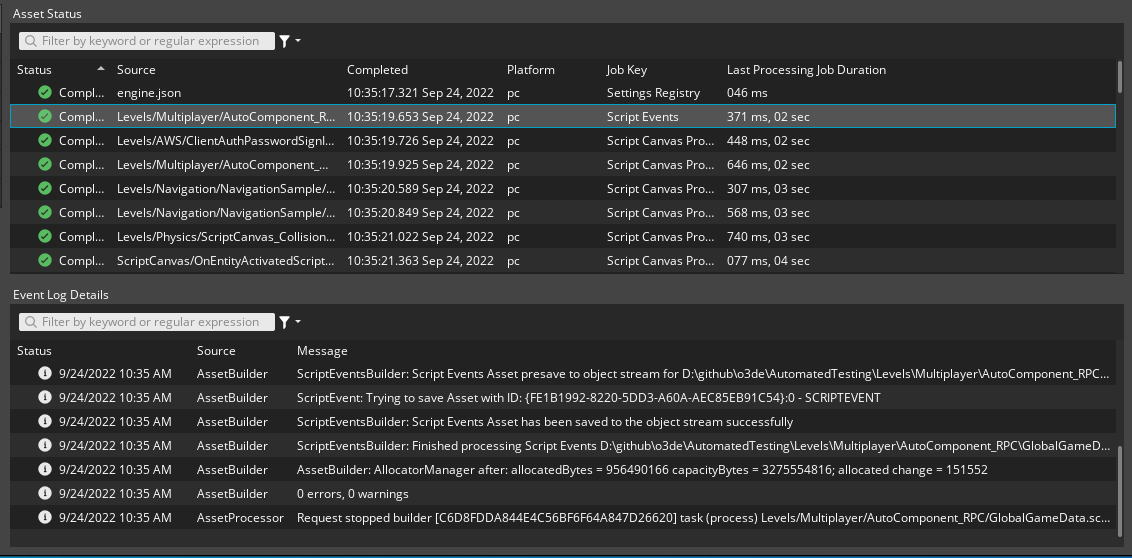 Asset Status
Filter by keyword or regular expression
Status Source Completed Platform Job Key Last Processing Job Duration
Compl... engine.json 10:35:17.321 Sep 24, 2022 pc Settings Registry 046 ms
Compl... Levels/Multiplayer/AutoComponent_R... 10:35:19.653 Sep 24, 2022 pc Script Events 371 ms, 02 sec
Compl... Levels/AWS/ClientAuthPasswordSignI... 10:35:19.726 Sep 24, 2022 pc Script Canvas Pro... 448 ms, 02 sec
Compl... Levels/Multiplayer/AutoComponent_... 10:35:19.925 Sep 24, 2022 pc Script Canvas Pro... 646 ms, 02 sec
Compl... Levels/Navigation/NavigationSample/... 10:35:20.589 Sep 24, 2022 pc Script Canvas Pro... 307 ms, 03 sec
Compl... Levels/Navigation/NavigationSample/... 10:35:20.849 Sep 24, 2022 pc Script Canvas Pro... 568 ms, 03 sec
Compl... Levels/Physics/ScriptCanvas_Collision... 10:35:21.022 Sep 24, 2022 pc Script Canvas Pro... 740 ms, 03 sec
Compl... ScriptCanvas/OnEntityActivatedScript... 10:35:21.363 Sep 24, 2022 pc Script Canvas Pro... 077 ms, 04 sec
Event Log Details
Filter by keyword or regular expression
Status Source Message
9/24/2022 10:35 AM AssetBuilder ScriptEventsBuilder: Script Events Asset presave to object stream for D:\github\o3de\AutomatedTesting\Levels\Multiplayer\AutoComponent_RPC...
9/24/2022 10:35 AM AssetBuilder ScriptEvent: Trying to save Asset with ID: {FE1B1992-8220-5DD3-A60A-AEC85EB91C54}:0 - SCRIPTEVENT
9/24/2022 10:35 AM AssetBuilder ScriptEventsBuilder: Script Events Asset has been saved to the object stream successfully
9/24/2022 10:35 AM AssetBuilder ScriptEventsBuilder: Finished processing Script Events D:\github\o3de\AutomatedTesting\Levels\Multiplayer\AutoComponent_RPC\GlobalGameD...
9/24/2022 10:35 AM AssetBuilder AssetBuilder: AllocatorManager after: allocatedBytes = 956490166 capacityBytes = 3275554816; allocated change = 151552
9/24/2022 10:35 AM AssetBuilder 0 errors, 0 warnings
9/24/2022 10:35 AM AssetProcessor Request stopped builder [C6D8FDDA844E4C56BF6F64A847D26620] task (process) Levels/Multiplayer/AutoComponent_RPC/GlobalGameData.sc...